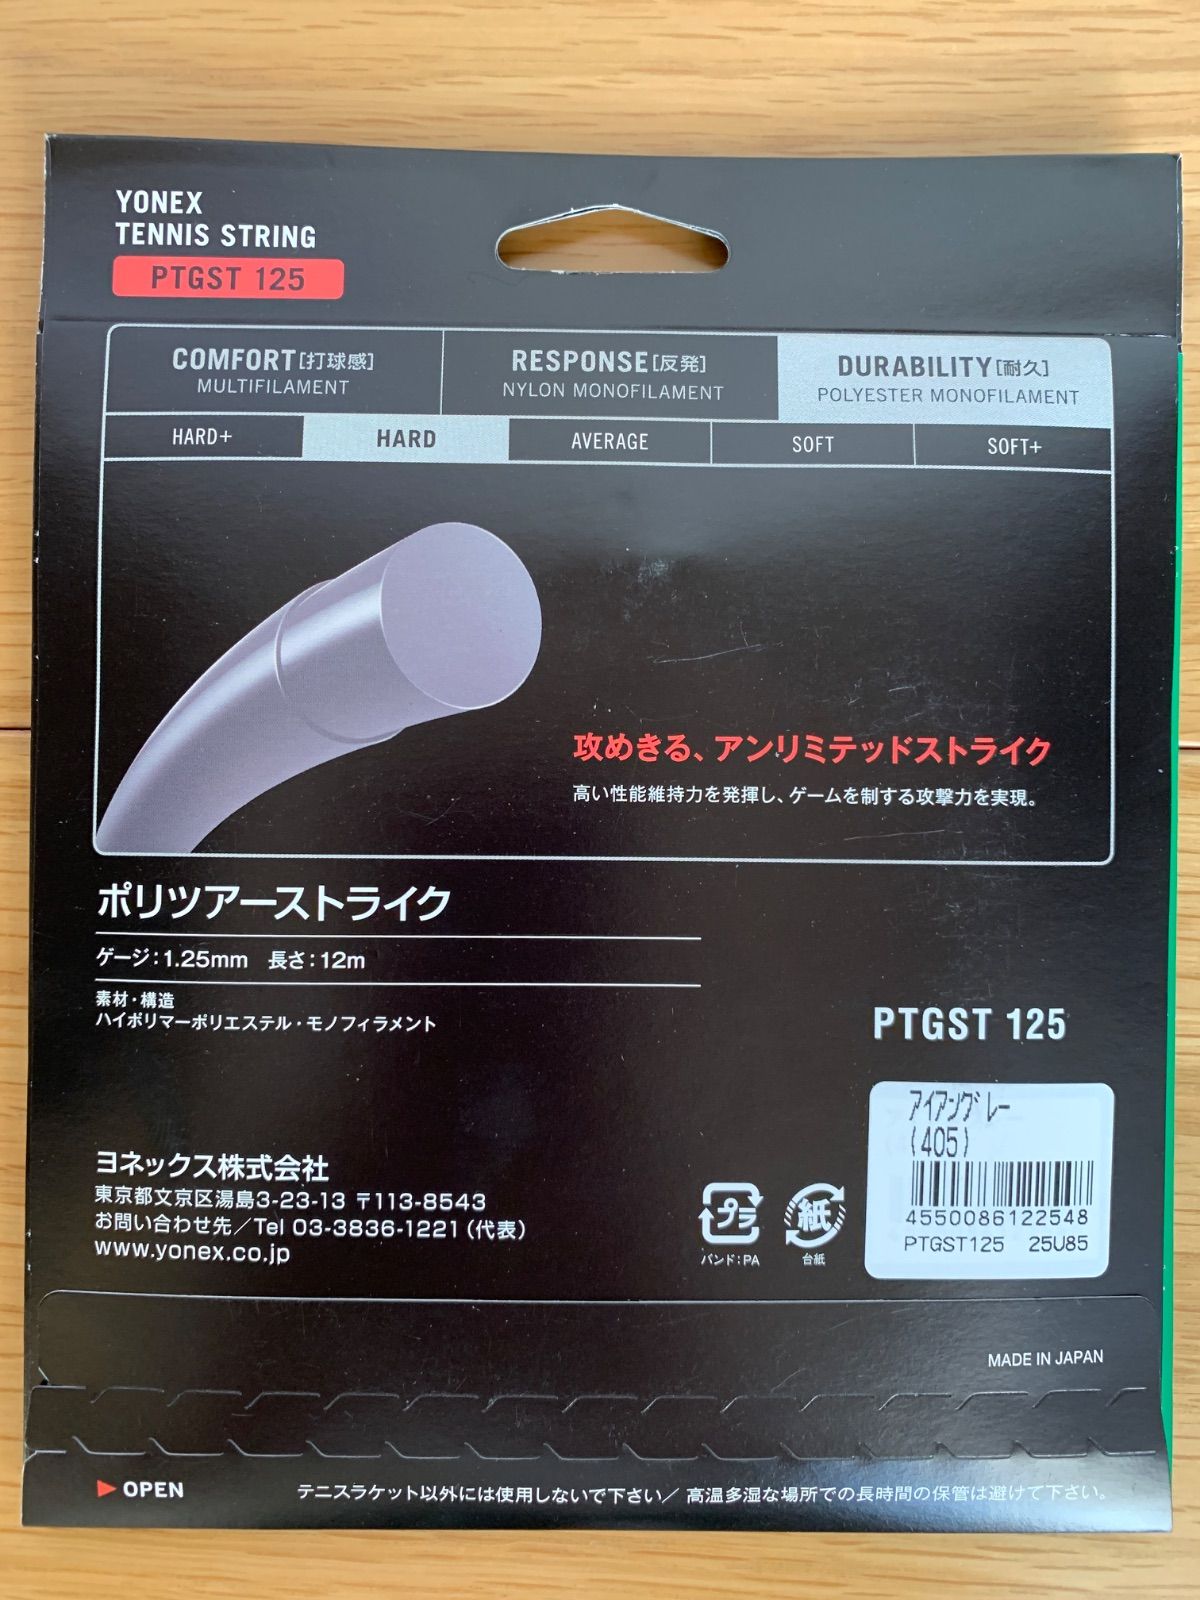 YONEX
TENNIS STRING
PTGST 125
COMFORT[打球感]
MULTIFILAMENT
RESPONSE[反発]
NYLON MONOFILAMENT
DURABILITY[耐久]
POLYESTER MONOFILAMENT
HARD+
HARD
AVERAGE
SOFT
SOFT+
攻めきる、アンリミテッドストライク
高い性能維持力を発揮し、ゲームを制する攻撃力を実現。
ポリツアーストライク
ゲージ:1.25mm 長さ:12m
素材・構造
ハイポリマーポリエステル・モノフィラメント
PTGST 125
アイアングレー
(405)
4550086122548
PTGST125 25U85
ヨネックス株式会社
東京都文京区湯島3-23-13 〒113-8543
お問い合わせ先/Tel 03-3836-1221(代表)
www.yonex.co.jp
プラ
バンド:PA
紙
台紙
MADE IN JAPAN
▶ OPEN
テニスラケット以外には使用しないで下さい/高温多湿な場所での長時間の保管は避けて下さい。